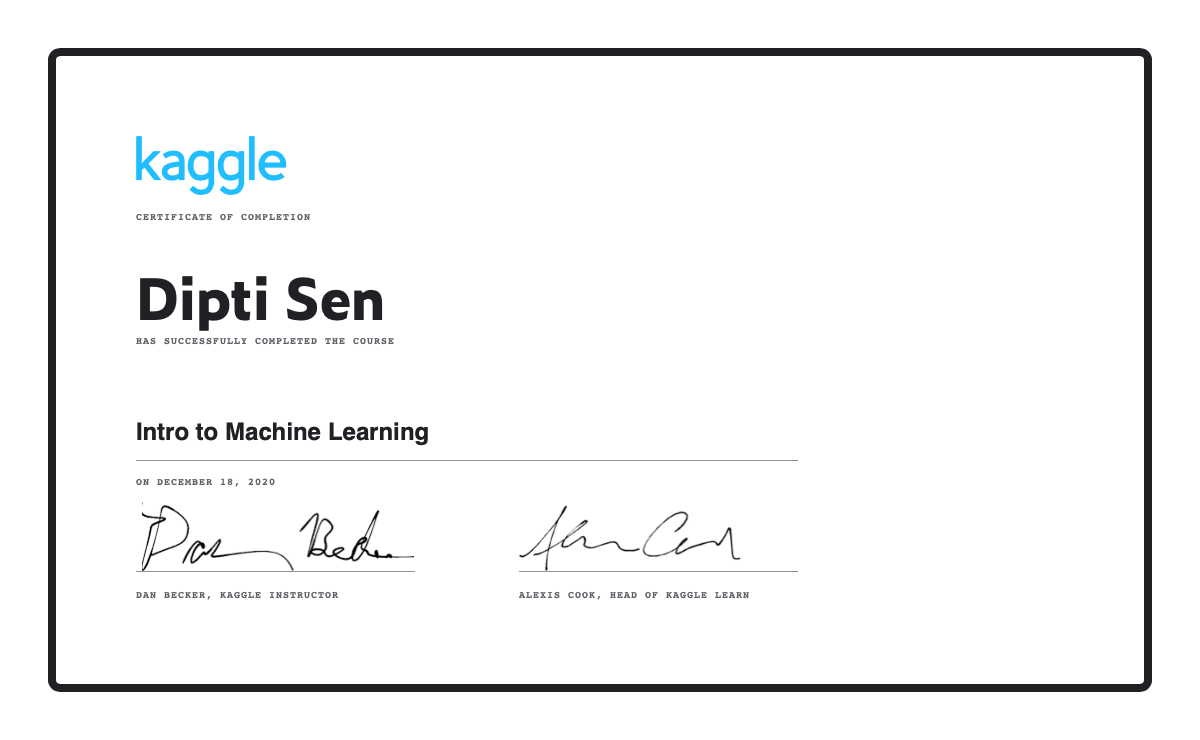 kaggle
CERTIFICATE OF COMPLETION
Dipti Sen
HAS SUCCESSFULLY COMPLETED THE COURSE
Intro to Machine Learning
ON DECEMBER 18, 2020
Dan Becker
Alexis Cook
DAN BECKER, KAGGLE INSTRUCTOR
ALEXIS COOK, HEAD OF KAGGLE LEARN